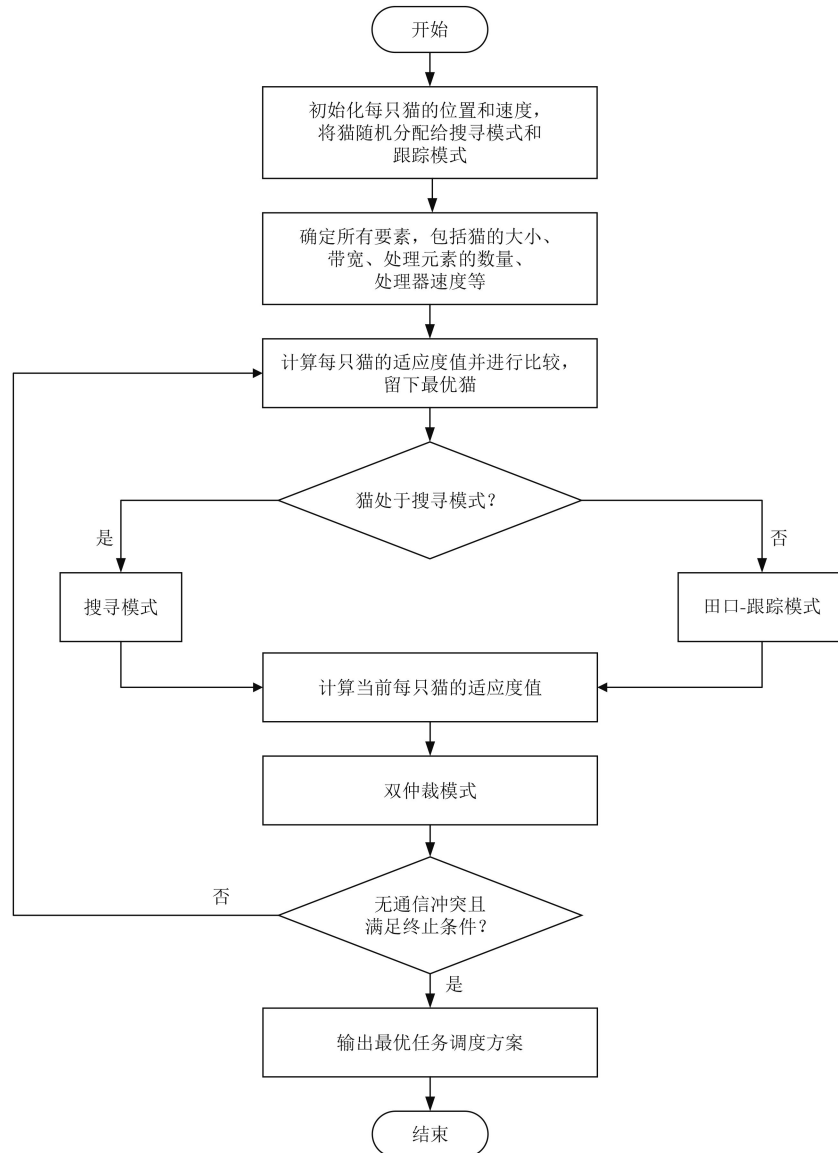 开始
初始化每只猫的位置和速度，
将猫随机分配给搜寻模式和
跟踪模式
确定所有要素，包括猫的大小、
带宽、处理元素的数量、
处理器速度等
计算每只猫的适应度值并进行比较，
留下最优猫
猫处于搜寻模式？
是
否
搜寻模式
田口-跟踪模式
计算当前每只猫的适应度值
双仲裁模式
否
无通信冲突且
满足终止条件？
是
输出最优任务调度方案
结束